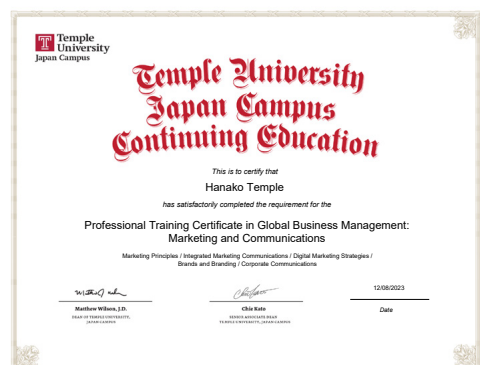 Temple
University
Japan Campus
Temple University
Japan Campus
Continuing Education
This is to certify that
Hanako Temple
has satisfactorily completed the requirement for the
Professional Training Certificate in Global Business Management:
Marketing and Communications
Marketing Principles / Integrated Marketing Communications / Digital Marketing Strategies /
Brands and Branding / Corporate Communications
12/08/2023
Matthew Wilson, J.D.
Chie Kato
Date
DEAN OF TEMPLE UNIVERSITY,
JAPAN CAMPUS
SENIOR ASSOCIATE DEAN
TEMPLE UNIVERSITY, JAPAN CAMPUS